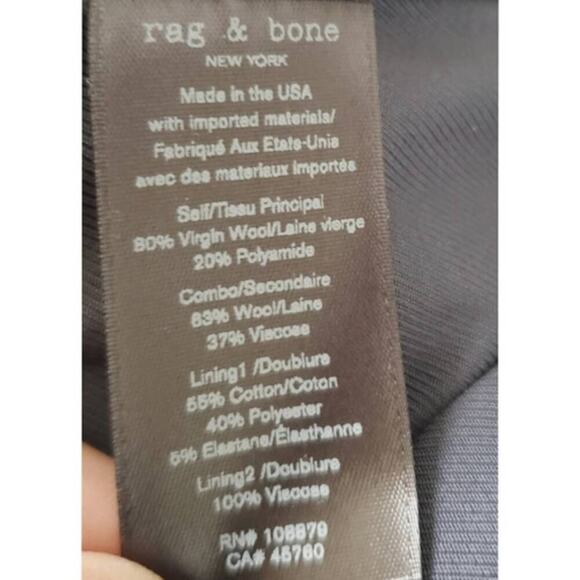 rag & bone
NEW YORK
Made in the USA
with imported materials/
Fabriqué Aux Etats-Unis
avec des materiaux importés
Self/Tissu Principal
80% Virgin Wool/Laine vierge
20% Polyamide
Combo/Secondaire
63% Wool/Laine
37% Viscose
Lining1 /Doublure
55% Cotton/Coton
40% Polyester
5% Elastane/Élasthanne
Lining2 /Doublure
100% Viscose
RN# 108879
CA# 45760